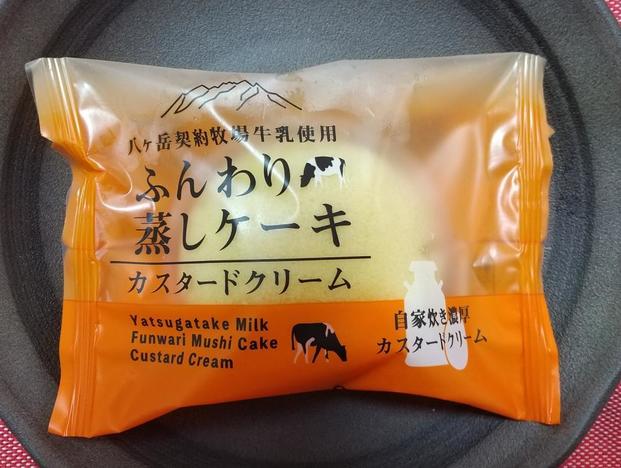 八ヶ岳契約牧場牛乳使用
ふんわり
蒸しケーキ
カスタードクリーム
Yatsugatake Milk
Funwari Mushi Cake
Custard Cream
自家炊き濃厚
カスタードクリーム